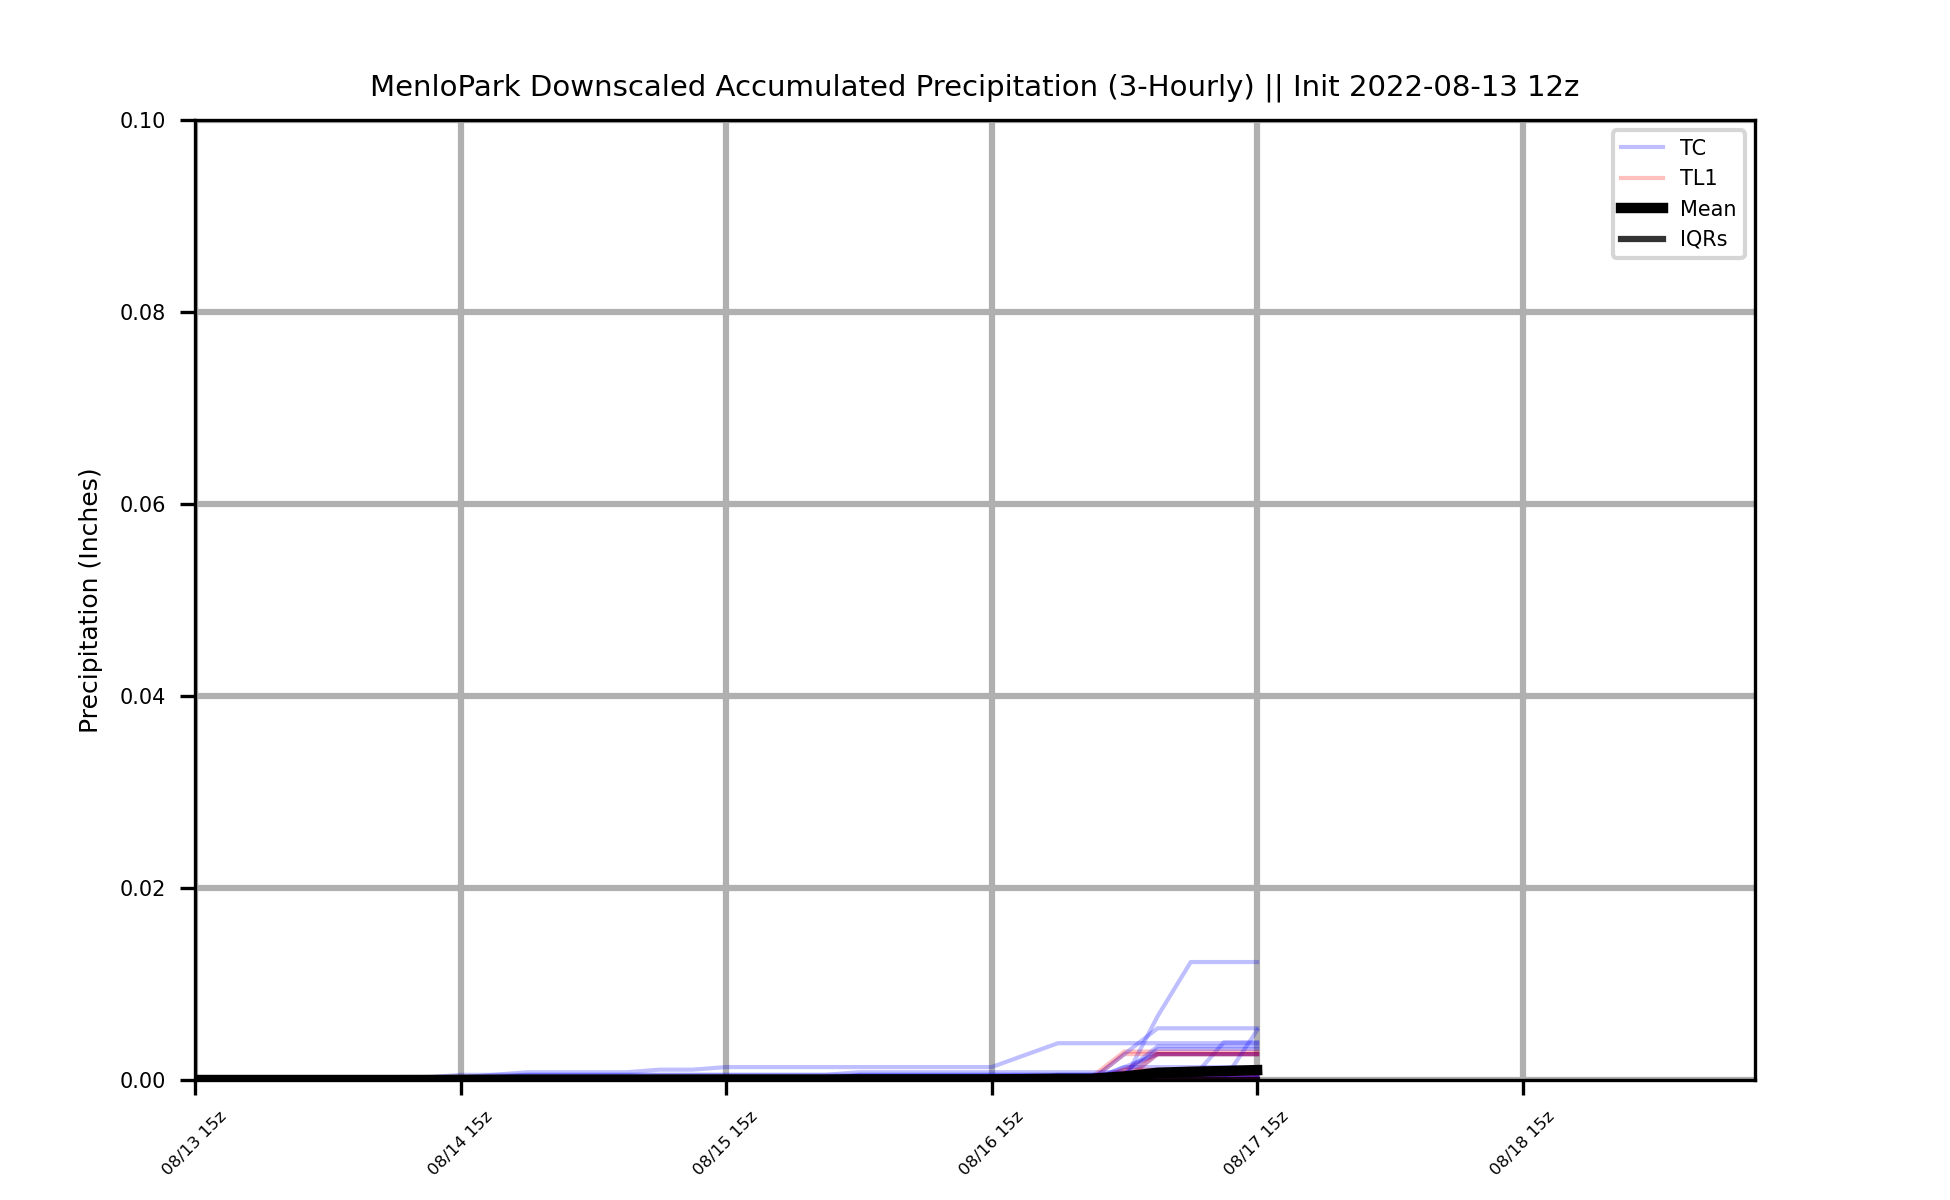 MenloPark Downscaled Accumulated Precipitation (3-Hourly) || Init 2022-08-13 12z
0.10
0.08
0.06
0.04
0.02
0.00
Precipitation (Inches)
TC
TL1
Mean
IQRs
08/13 15z
08/14 15z
08/15 15z
08/16 15z
08/17 15z
08/18 15z